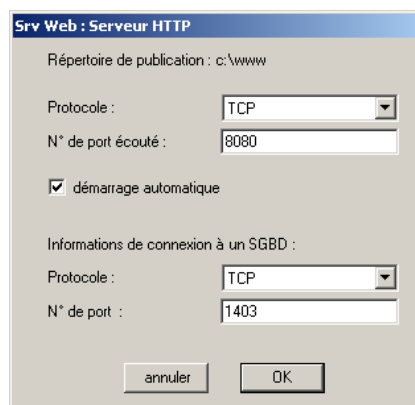 Srv Web : Serveur HTTP
Répertoire de publication : c:\www
Protocole : TCP
N° de port écouté : 8080
démarrage automatique
Informations de connexion à un SGBD :
Protocole : TCP
N° de port : 1403
annuler OK